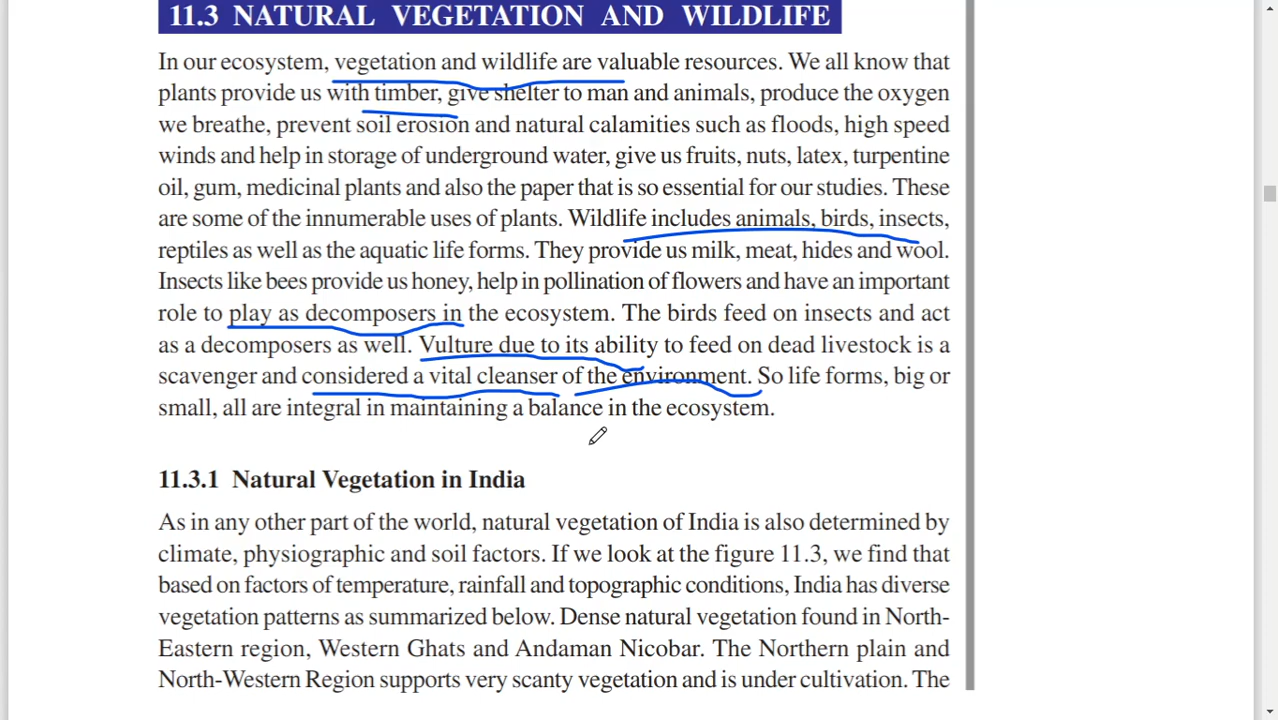 11.3 NATURAL VEGETATION AND WILDLIFE
In our ecosystem, vegetation and wildlife are valuable resources. We all know that
plants provide us with timber, give shelter to man and animals, produce the oxygen
we breathe, prevent soil erosion and natural calamities such as floods, high speed
winds and help in storage of underground water, give us fruits, nuts, latex, turpentine
oil, gum, medicinal plants and also the paper that is so essential for our studies. These
are some of the innumerable uses of plants. Wildlife includes animals, birds, insects,
reptiles as well as the aquatic life forms. They provide us milk, meat, hides and wool.
Insects like bees provide us honey, help in pollination of flowers and have an important
role to play as decomposers in the ecosystem. The birds feed on insects and act
as a decomposers as well. Vulture due to its ability to feed on dead livestock is a
scavenger and considered a vital cleanser of the environment. So life forms, big or
small, all are integral in maintaining a balance in the ecosystem.
11.3.1 Natural Vegetation in India
As in any other part of the world, natural vegetation of India is also determined by
climate, physiographic and soil factors. If we look at the figure 11.3, we find that
based on factors of temperature, rainfall and topographic conditions, India has diverse
vegetation patterns as summarized below. Dense natural vegetation found in North-
Eastern region, Western Ghats and Andaman Nicobar. The Northern plain and
North-Western Region supports very scanty vegetation and is under cultivation. The